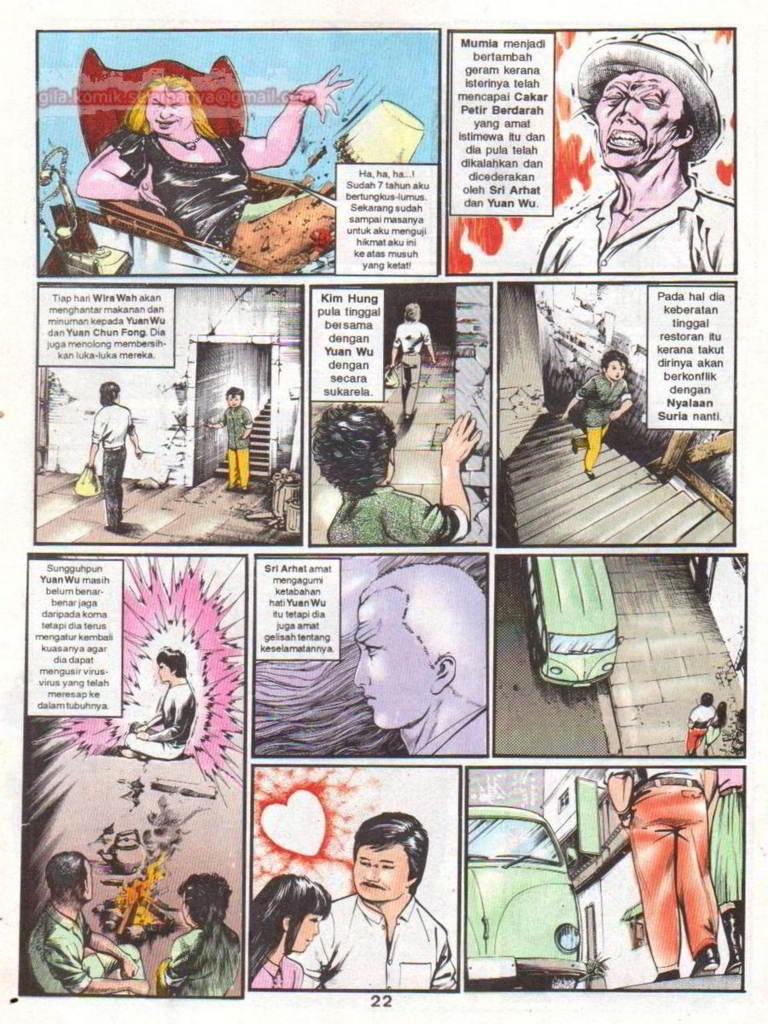 gila.komik.suksesnya@gmail.com
Ha, ha, ha...!
Sudah 7 tahun aku
bertungkus-lumus.
Sekarang sudah
sampai masanya
untuk aku menguji
hikmat aku ini
ke atas musuh
yang ketat!
Mumia menjadi
bertambah
geram kerana
isterinya telah
mencapai Cakar
Petir Berdarah
yang amat
istimewa itu dan
dia pula telah
dikalahkan dan
dicederakan
oleh Sri Arhat
dan Yuan Wu.
Tiap hari Wira Wah akan
menghantar makanan dan
minuman kepada Yuan Wu
dan Yuan Chun Fong. Dia
juga menolong membersih-
kan luka-luka mereka.
Kim Hung
pula tinggal
bersama
dengan
Yuan Wu
dengan
secara
sukarela.
Pada hal dia
keberatan
tinggal
restoran itu
kerana takut
dirinya akan
berkonflik
dengan
Nyalaan
Suria nanti.
Sungguhpun
Yuan Wu masih
belum benar-
benar jaga
daripada koma
tetapi dia terus
mengatur kembali
kuasanya agar
dia dapat
mengusir virus-
virus yang telah
meresap ke
dalam tubuhnya.
Sri Arhat amat
mengagumi
ketabahan
hati Yuan Wu
itu tetapi dia
juga amat
gelisah tentang
keselamatannya.
22